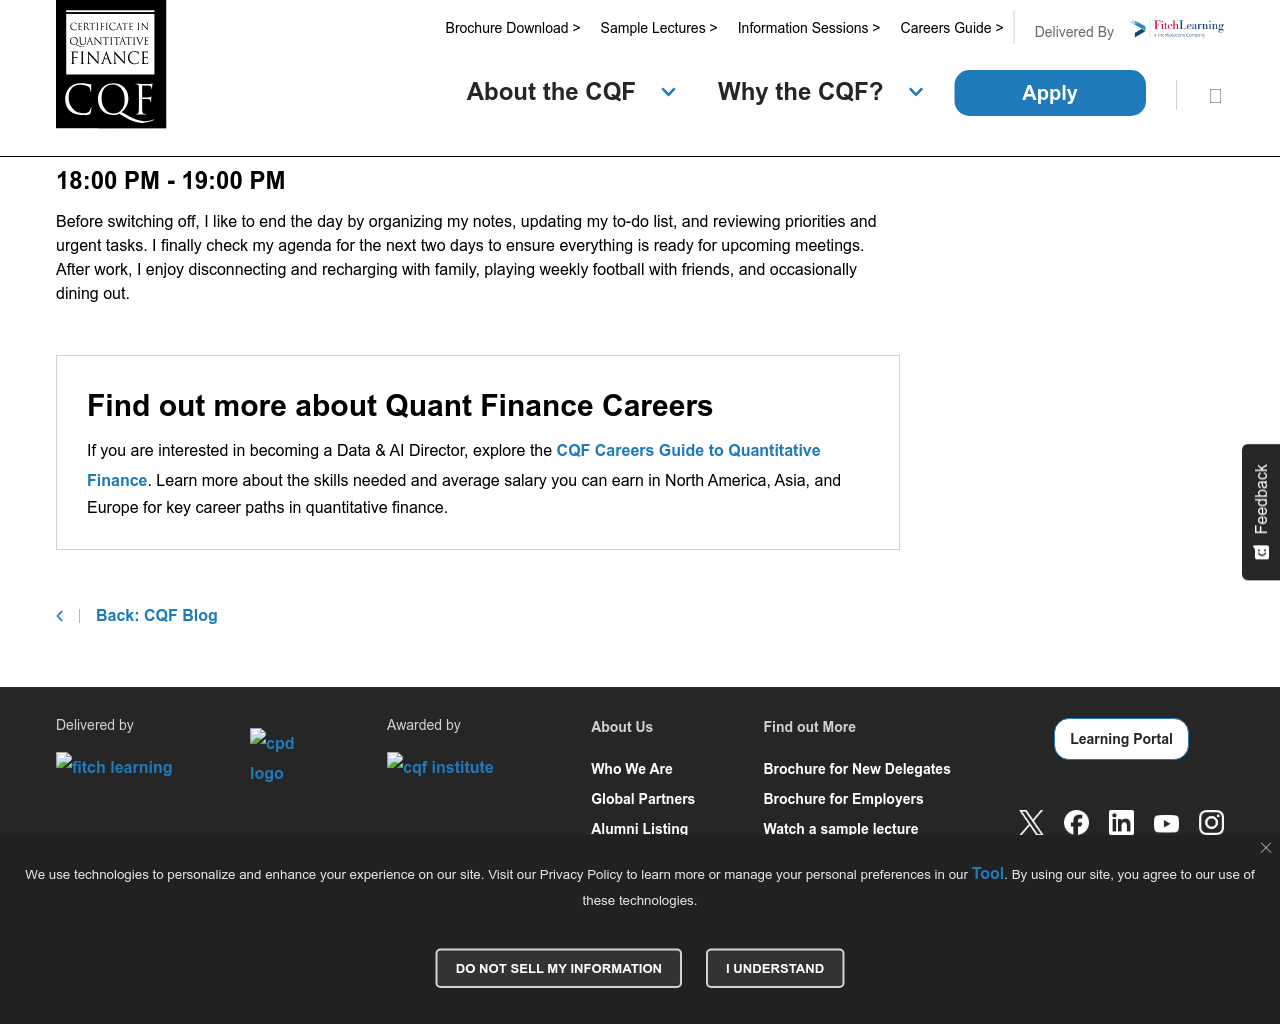 CERTIFICATE IN
QUANTITATIVE
FINANCE
CQF
Brochure Download >
Sample Lectures >
Information Sessions >
Careers Guide >
Delivered By
FitchLearning
About the CQF
Why the CQF?
Apply
18:00 PM - 19:00 PM
Before switching off, I like to end the day by organizing my notes, updating my to-do list, and reviewing priorities and
urgent tasks. I finally check my agenda for the next two days to ensure everything is ready for upcoming meetings.
After work, I enjoy disconnecting and recharging with family, playing weekly football with friends, and occasionally
dining out.
Find out more about Quant Finance Careers
If you are interested in becoming a Data & AI Director, explore the CQF Careers Guide to Quantitative
Finance. Learn more about the skills needed and average salary you can earn in North America, Asia, and
Europe for key career paths in quantitative finance.
Feedback
Back: CQF Blog
Delivered by
fitch learning
cpd
logo
Awarded by
cqf institute
About Us
Who We Are
Global Partners
Alumni Listing
Find out More
Brochure for New Delegates
Brochure for Employers
Watch a sample lecture
Learning Portal
We use technologies to personalize and enhance your experience on our site. Visit our Privacy Policy to learn more or manage your personal preferences in our Tool. By using our site, you agree to our use of
these technologies.
DO NOT SELL MY INFORMATION
I UNDERSTAND